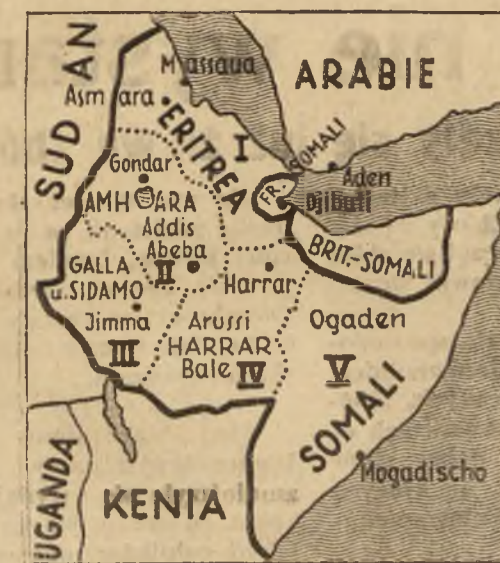 SUDAN
Massaua
ARABIE
Asmara
ERITREA
I
FR.-SOMALI
Aden
Djibuti
Gondar
AMHARA
Addis
Abeba
II
BRIT.-SOMALI
GALLA
u. SIDAMO
Harrar
Jimma
III
Arussi
HARRAR
Bale IV
Ogaden
V
SOMALI
Mogadischo
UGANDA
KENIA